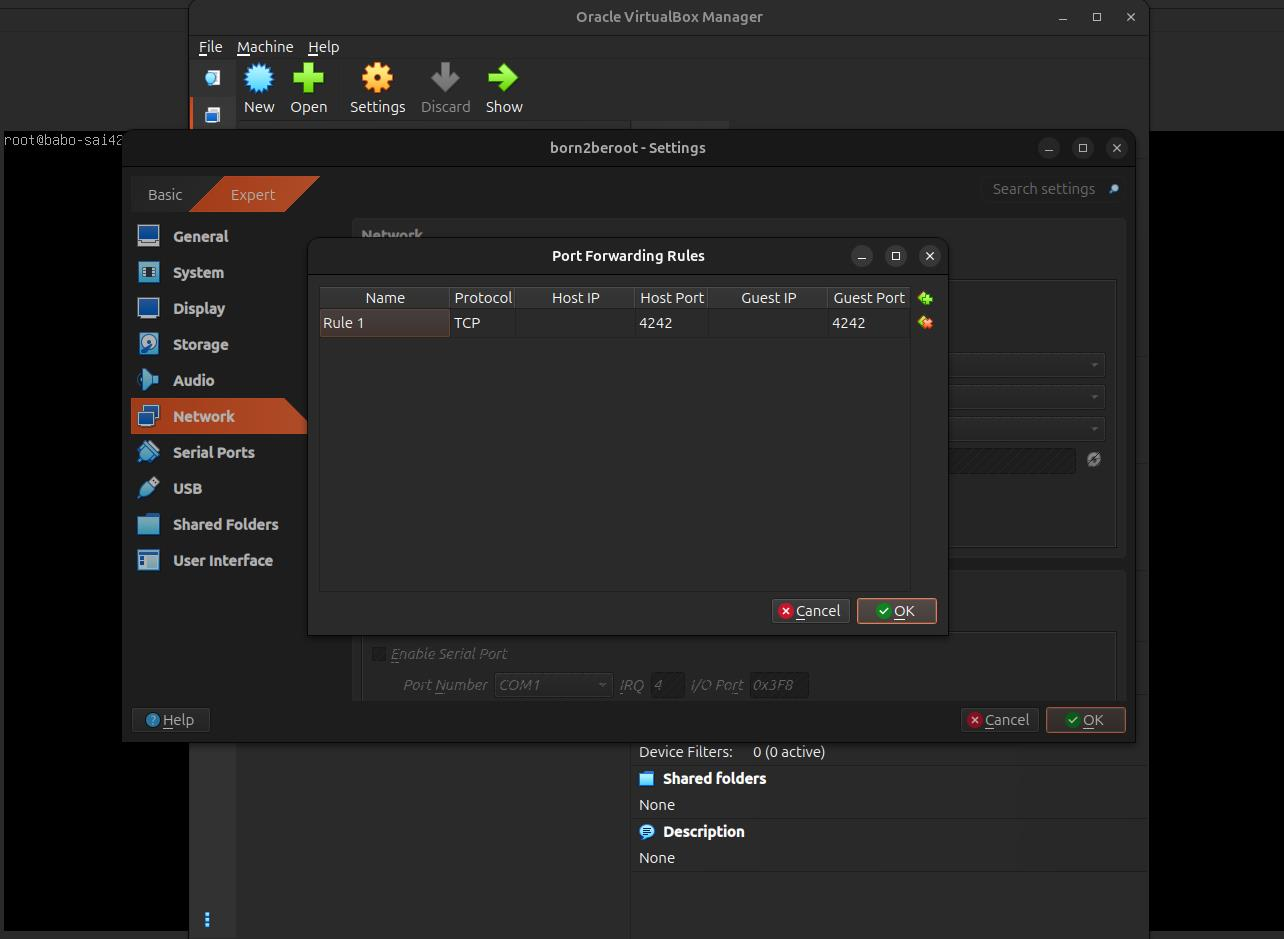 Oracle VirtualBox Manager
File Machine Help
New Open Settings Discard Show
root@babo-sai42
born2beroot - Settings
Basic Expert
Search settings
General
System
Display
Storage
Audio
Network
Serial Ports
USB
Shared Folders
User Interface
Network
Port Forwarding Rules
Name Protocol Host IP Host Port Guest IP Guest Port
Rule 1 TCP 4242 4242
Cancel OK
Enable Serial Port
Port Number COM1 IRQ 4 I/O Port 0x3F8
Help Cancel OK
Device Filters: 0 (0 active)
Shared folders
None
Description
None